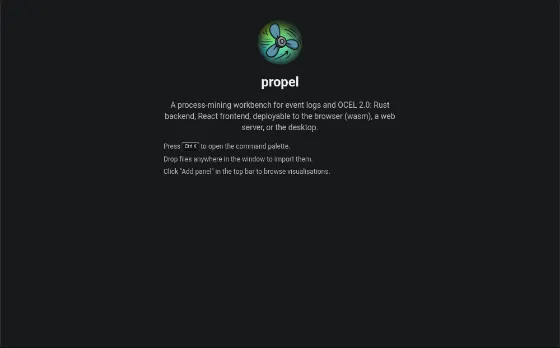 propel
A process-mining workbench for event logs and OCEL 2.0: Rust
backend, React frontend, deployable to the browser (wasm), a web
server, or the desktop.
Press Ctrl K to open the command palette.
Drop files anywhere in the window to import them.
Click "Add panel" in the top bar to browse visualisations.